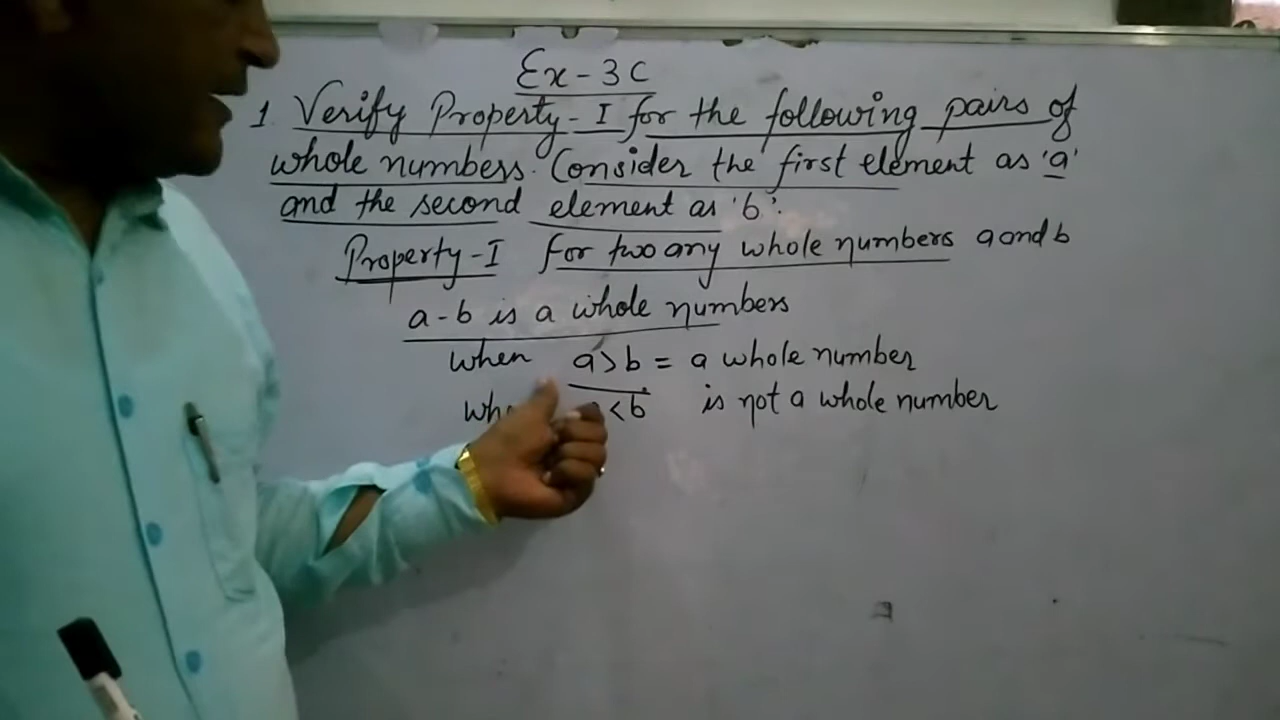 Ex-3C
1. Verify Property-I for the following pairs of
whole numbers. Consider the first element as 'a'
and the second element as 'b'.
Property-I for two any whole numbers a and b
a-b is a whole numbers
when a>b = a whole number
<b is not a whole number